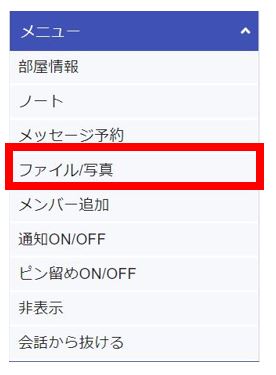 メニュー
部屋情報
ノート
メッセージ予約
ファイル/写真
メンバー追加
通知ON/OFF
ピン留めON/OFF
非表示
会話から抜ける